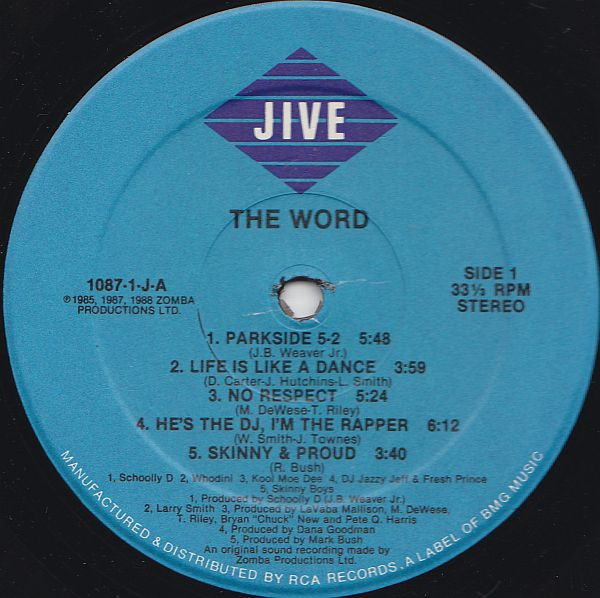 JIVE
THE WORD
1087-1-J-A
℗1985, 1987, 1988 ZOMBA
PRODUCTIONS LTD.
SIDE 1
33⅓ RPM
STEREO
1. PARKSIDE 5-2 5:48
(J.B. Weaver Jr.)
2. LIFE IS LIKE A DANCE 3:59
(D. Carter-J. Hutchins-L. Smith)
3. NO RESPECT 5:24
(M. DeWese-T. Riley)
4. HE'S THE DJ, I'M THE RAPPER 6:12
(W. Smith-J. Townes)
5. SKINNY & PROUD 3:40
(R. Bush)
1, Schoolly D 2, Whodini 3, Kool Moe Dee 4, DJ Jazzy Jeff & Fresh Prince
5, Skinny Boys
1, Produced by Schoolly D (J.B. Weaver Jr.)
2, Larry Smith 3, Produced by LaVaba Mallison, M. DeWese,
T. Riley, Bryan "Chuck" New and Pete Q. Harris
4, Produced by Dana Goodman
5, Produced by Mark Bush
An original sound recording made by
Zomba Productions Ltd.
MANUFACTURED & DISTRIBUTED BY RCA RECORDS, A LABEL OF BMG MUSIC